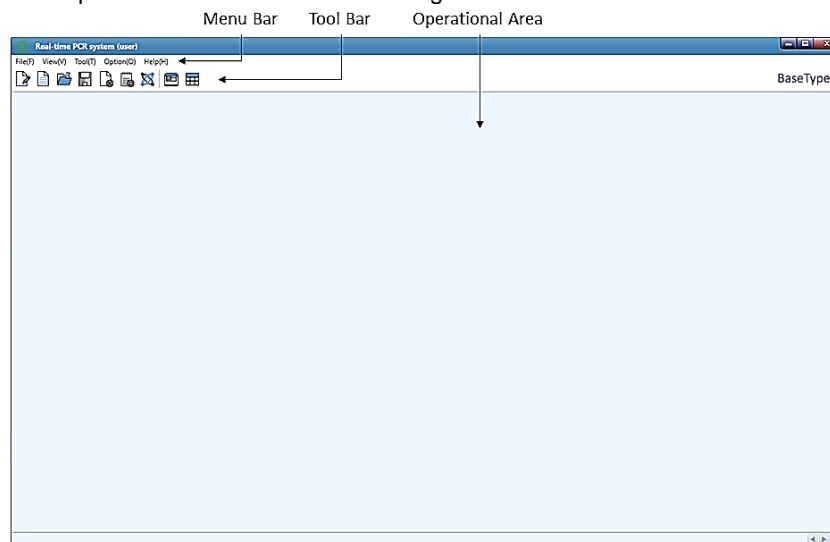 Menu Bar Tool Bar Operational Area
Real-time PCR system (user)
File(F) View(V) Tool(T) Option(O) Help(H)
BaseType